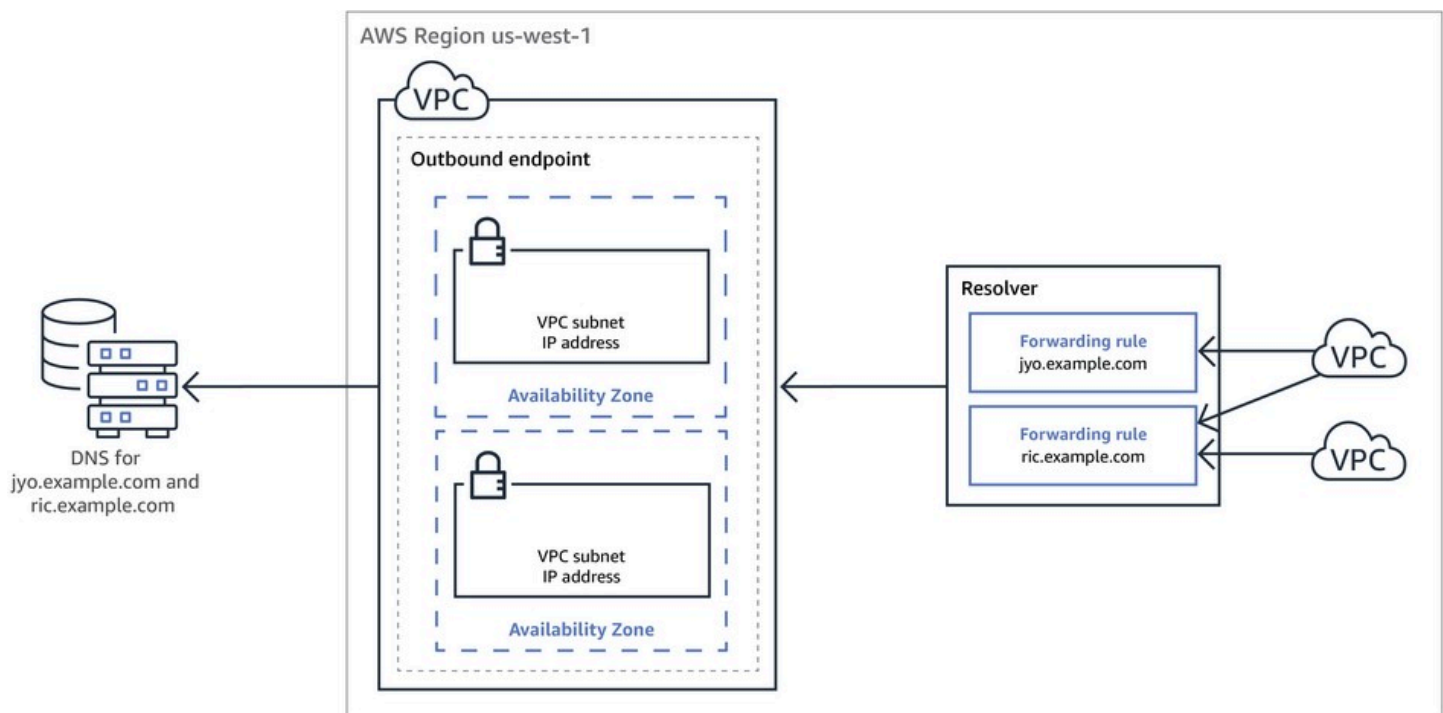 AWS Region us-west-1
VPC
Outbound endpoint
VPC subnet
IP address
Availability Zone
VPC subnet
IP address
Availability Zone
DNS for
jyo.example.com and
ric.example.com
Resolver
Forwarding rule
jyo.example.com
Forwarding rule
ric.example.com
VPC
VPC